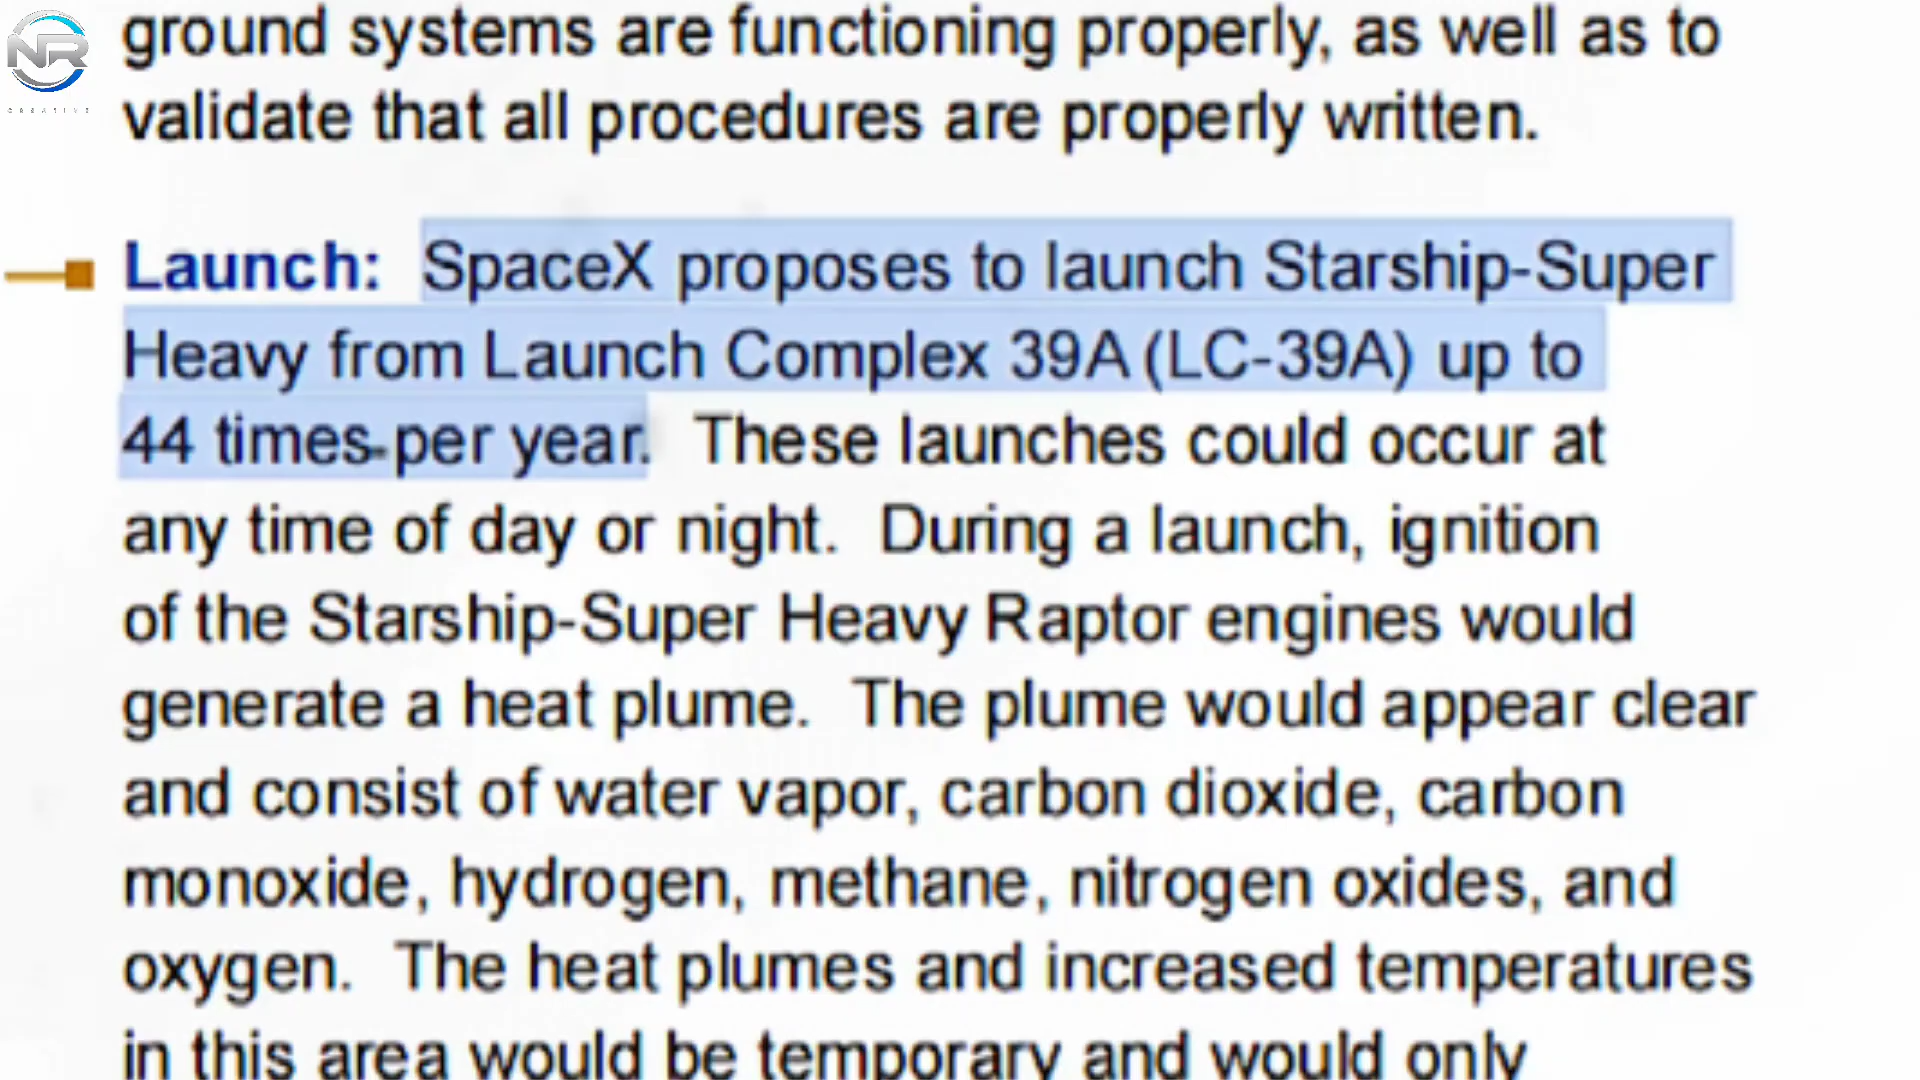 NR
CREATIVE
ground systems are functioning properly, as well as to
validate that all procedures are properly written.
Launch: SpaceX proposes to launch Starship-Super
Heavy from Launch Complex 39A (LC-39A) up to
44 times per year. These launches could occur at
any time of day or night. During a launch, ignition
of the Starship-Super Heavy Raptor engines would
generate a heat plume. The plume would appear clear
and consist of water vapor, carbon dioxide, carbon
monoxide, hydrogen, methane, nitrogen oxides, and
oxygen. The heat plumes and increased temperatures
in this area would be temporary and would only